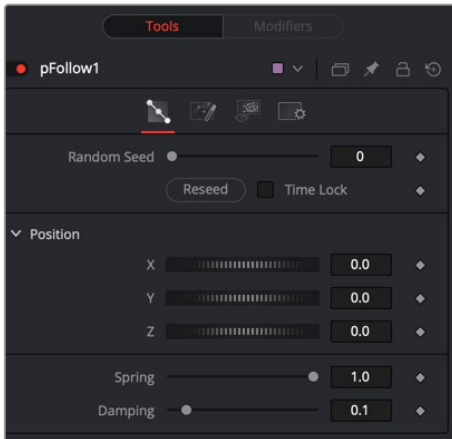 Tools Modifiers
pFollow1
Random Seed 0
Reseed Time Lock
Position
X 0.0
Y 0.0
Z 0.0
Spring 1.0
Damping 0.1